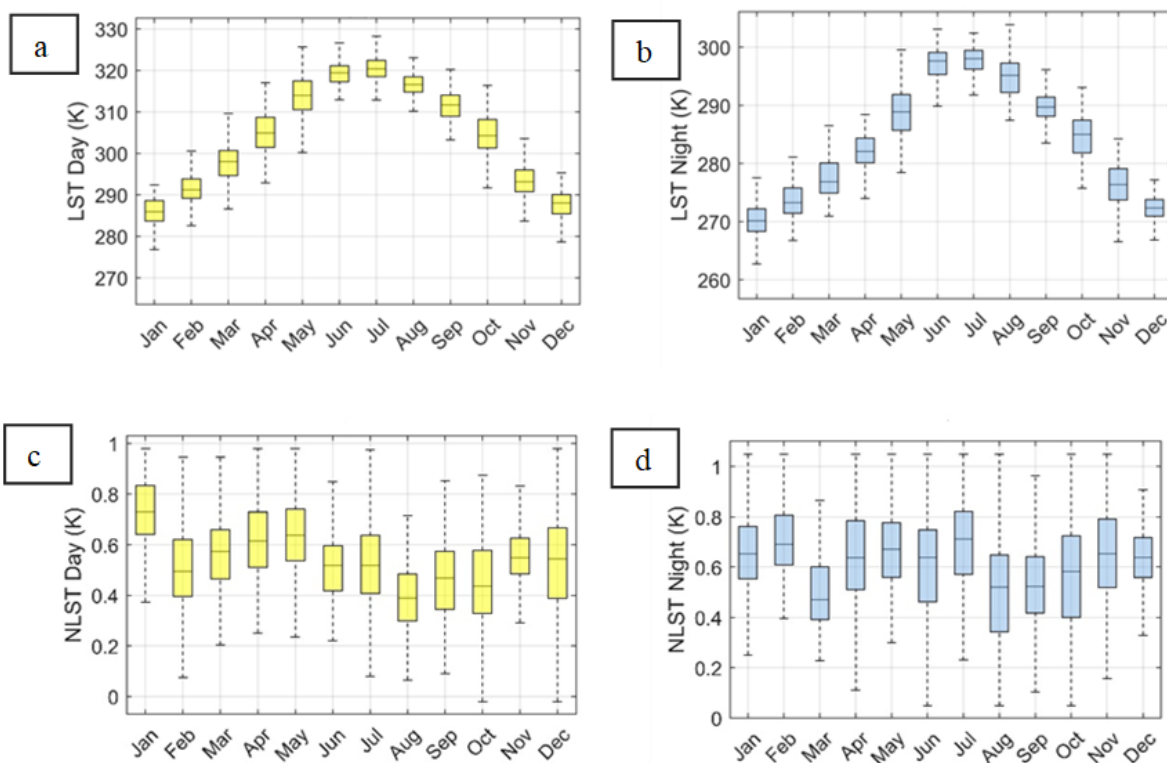 a
LST Day (K)
330
320
310
300
290
280
270
Jan Feb Mar Apr May Jun Jul Aug Sep Oct Nov Dec
b
LST Night (K)
300
290
280
270
260
Jan Feb Mar Apr May Jun Jul Aug Sep Oct Nov Dec
c
NLST Day (K)
1
0.8
0.6
0.4
0.2
0
Jan Feb Mar Apr May Jun Jul Aug Sep Oct Nov Dec
d
NLST Night (K)
1
0.8
0.6
0.4
0.2
0
Jan Feb Mar Apr May Jun Jul Aug Sep Oct Nov Dec